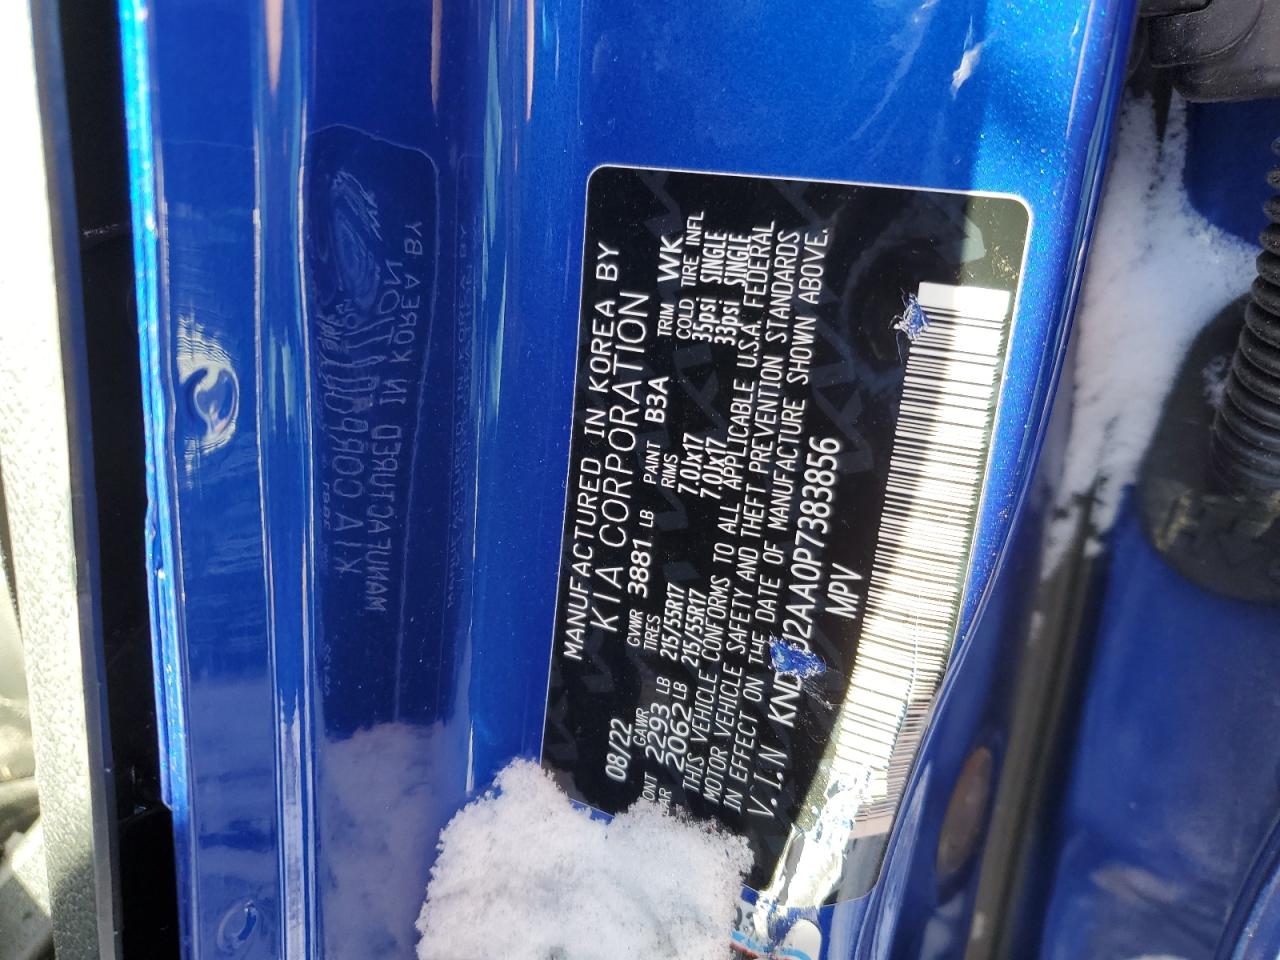 MANUFACTURED IN KOREA BY
KIA CORPORATION
08/22 GVWR 3881 LB PAINT B3A TRIM WK
GAWR TIRES RIMS COLD TIRE INFL
2293 LB 215/55R17 7.0Jx17 35psi SINGLE
2062 LB 215/55R17 7.0Jx17 33psi SINGLE
THIS VEHICLE CONFORMS TO ALL APPLICABLE U.S.A. FEDERAL
MOTOR VEHICLE SAFETY AND THEFT PREVENTION STANDARDS
IN EFFECT ON THE DATE OF MANUFACTURE SHOWN ABOVE.
V.I.N KND J2AA0P7383856
MPV